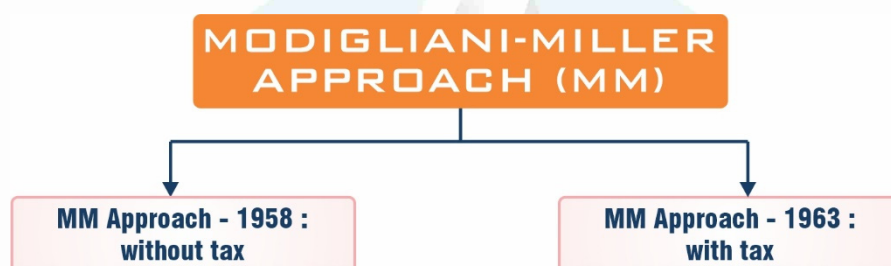 MODIGLIANI-MILLER
APPROACH (MM)
MM Approach - 1958 :
without tax
MM Approach - 1963 :
with tax